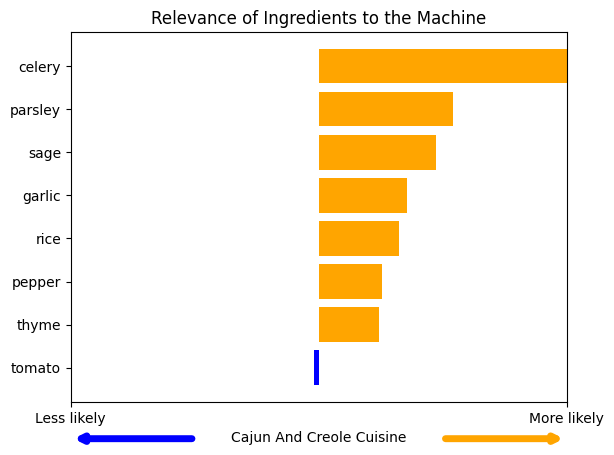 Relevance of Ingredients to the Machine
celery
parsley
sage
garlic
rice
pepper
thyme
tomato
Less likely More likely
Cajun And Creole Cuisine